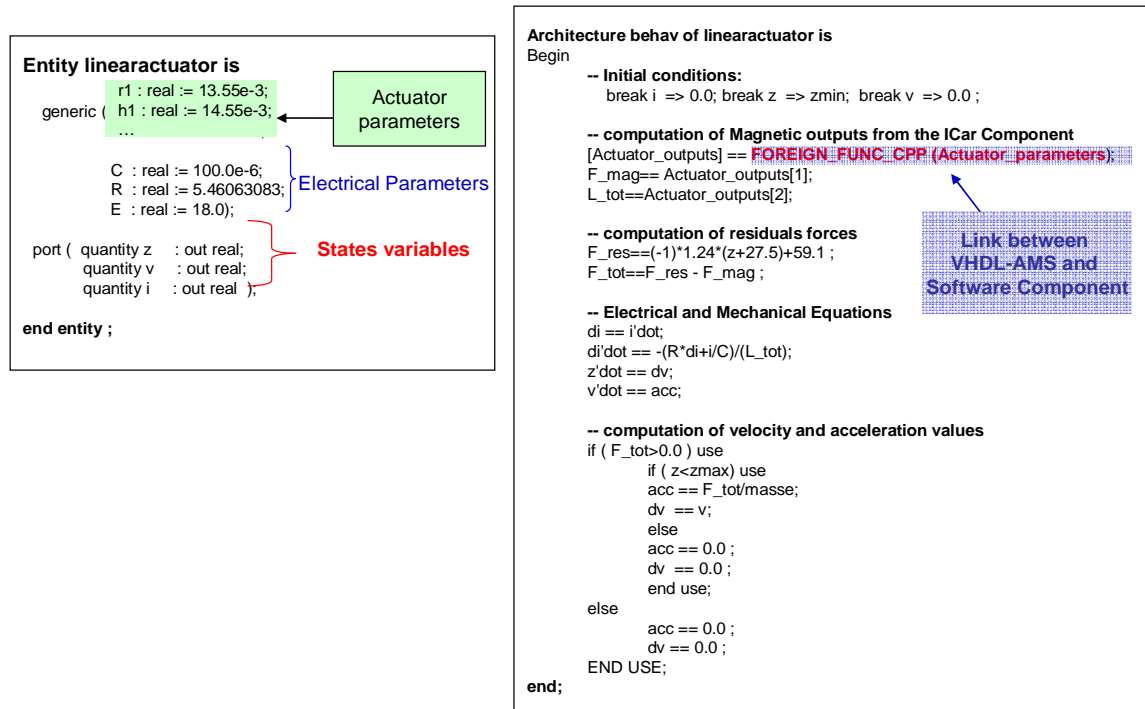 Entity linearactuator is
generic ( r1 : real := 13.55e-3;
h1 : real := 14.55e-3;
...
Actuator
parameters
C : real := 100.0e-6;
R : real := 5.46063083;
E : real := 18.0);
Electrical Parameters
port ( quantity z : out real;
quantity v : out real;
quantity i : out real );
States variables
end entity ;
Architecture behav of linearactuator is
Begin
-- Initial conditions:
break i => 0.0; break z => zmin; break v => 0.0 ;
-- computation of Magnetic outputs from the ICar Component
[Actuator_outputs] == FOREIGN_FUNC_CPP (Actuator_parameters);
F_mag== Actuator_outputs[1];
L_tot==Actuator_outputs[2];
Link between
VHDL-AMS and
Software Component
-- computation of residuals forces
F_res==(-1)*1.24*(z+27.5)+59.1 ;
F_tot==F_res - F_mag ;
-- Electrical and Mechanical Equations
di == i'dot;
di'dot == -(R*di+i/C)/(L_tot);
z'dot == dv;
v'dot == acc;
-- computation of velocity and acceleration values
if ( F_tot>0.0 ) use
if ( z<zmax) use
acc == F_tot/masse;
dv == v;
else
acc == 0.0 ;
dv == 0.0 ;
end use;
else
acc == 0.0 ;
dv == 0.0 ;
END USE;
end;